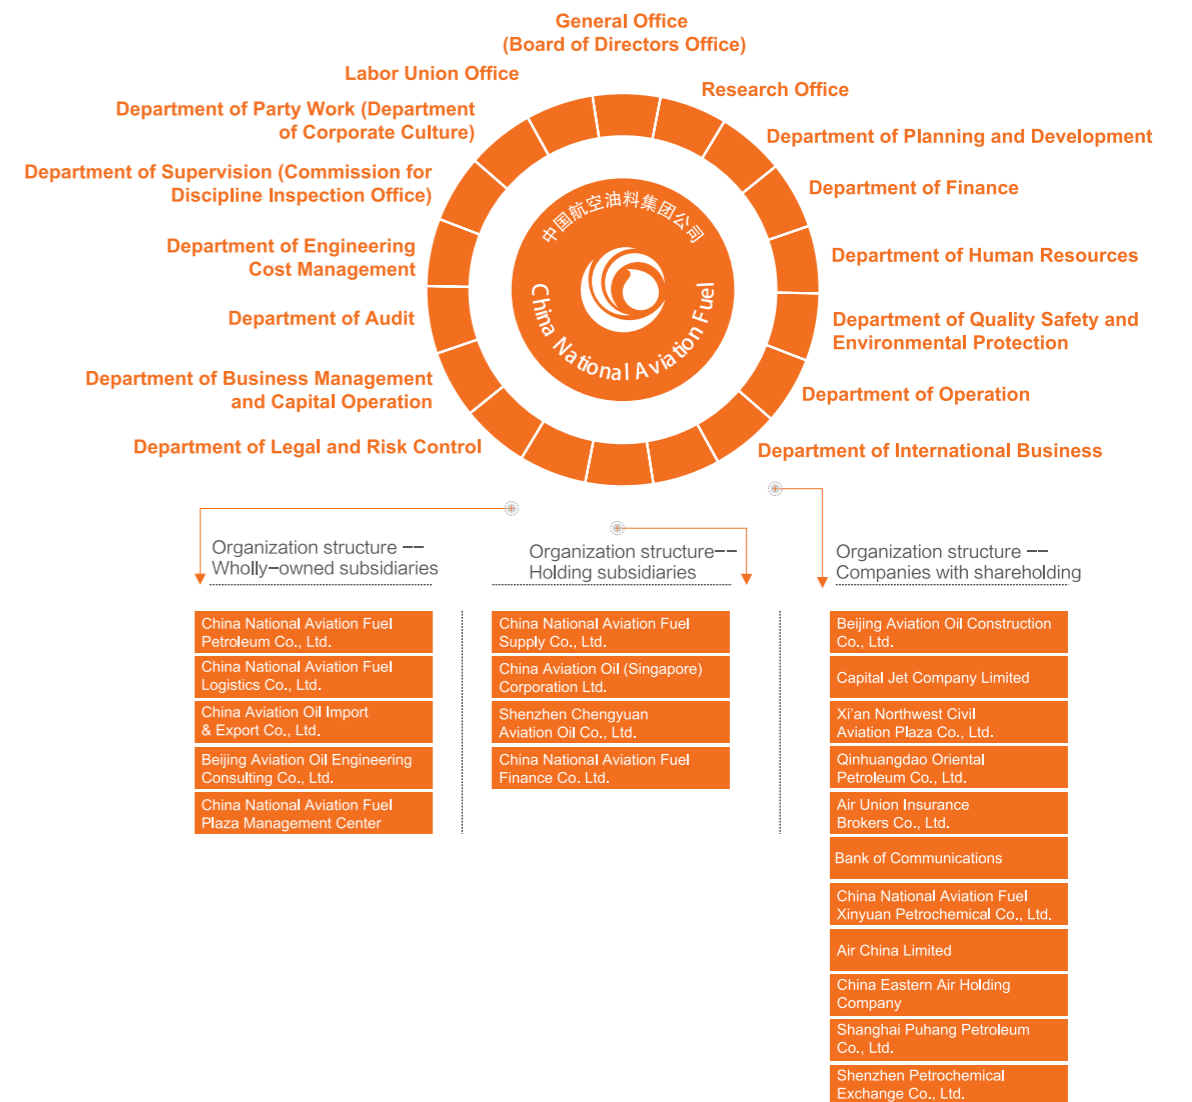 General Office
(Board of Directors Office)
Labor Union Office
Research Office
Department of Party Work (Department
of Corporate Culture)
Department of Planning and Development
Department of Supervision (Commission for
Discipline Inspection Office)
Department of Finance
Department of Engineering
Cost Management
Department of Human Resources
Department of Audit
Department of Quality Safety and
Environmental Protection
Department of Business Management
and Capital Operation
Department of Operation
Department of Legal and Risk Control
Department of International Business
中国航空油料集团公司
China National Aviation Fuel
Organization structure --
Wholly-owned subsidiaries
China National Aviation Fuel
Petroleum Co., Ltd.
China National Aviation Fuel
Logistics Co., Ltd.
China Aviation Oil Import
& Export Co., Ltd.
Beijing Aviation Oil Engineering
Consulting Co., Ltd.
China National Aviation Fuel
Plaza Management Center
Organization structure--
Holding subsidiaries
China National Aviation Fuel
Supply Co., Ltd.
China Aviation Oil (Singapore)
Corporation Ltd.
Shenzhen Chengyuan
Aviation Oil Co., Ltd.
China National Aviation Fuel
Finance Co. Ltd.
Organization structure --
Companies with shareholding
Beijing Aviation Oil Construction
Co., Ltd.
Capital Jet Company Limited
Xi'an Northwest Civil
Aviation Plaza Co., Ltd.
Qinhuangdao Oriental
Petroleum Co., Ltd.
Air Union Insurance
Brokers Co., Ltd.
Bank of Communications
China National Aviation Fuel
Xinyuan Petrochemical Co., Ltd.
Air China Limited
China Eastern Air Holding
Company
Shanghai Puhang Petroleum
Co., Ltd.
Shenzhen Petrochemical
Exchange Co., Ltd.